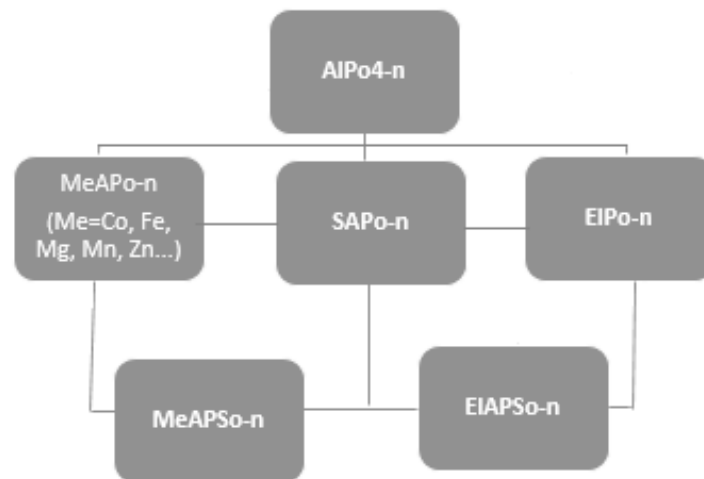 AlPo4-n
MeAPo-n
(Me=Co, Fe,
Mg, Mn, Zn...)
SAPo-n
ElPo-n
MeAPSo-n
ElAPSo-n